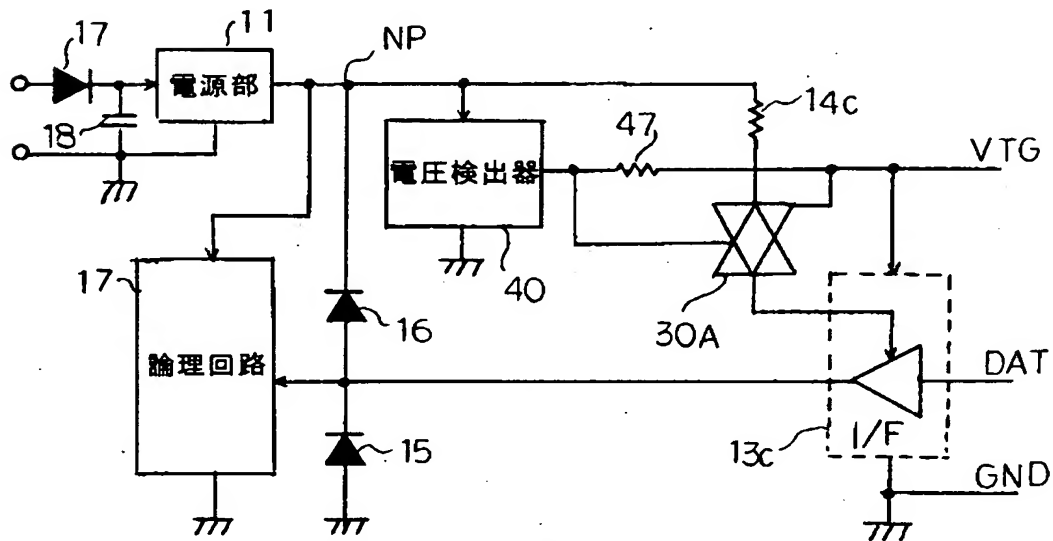 17
11
電源部
NP
18
14c
47
VTG
電圧検出器
40
30A
17
論理回路
16
15
DAT
I/F
13c
GND